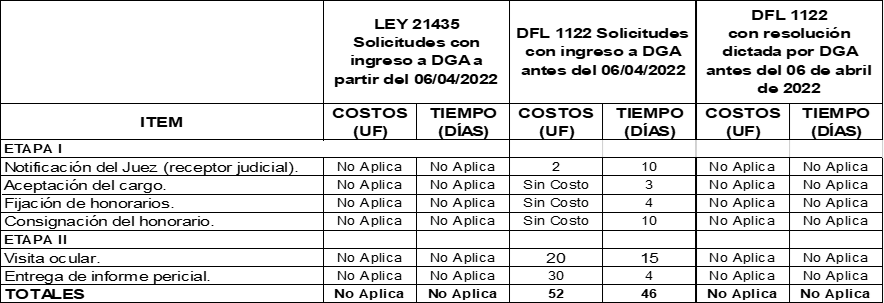 LEY 21435
Solicitudes con
ingreso a DGA a
partir del 06/04/2022
DFL 1122 Solicitudes
con ingreso a DGA
antes del 06/04/2022
DFL 1122
con resolución
dictada por DGA
antes del 06 de abril
de 2022
ITEM
COSTOS
(UF)
TIEMPO
(DÍAS)
COSTOS
(UF)
TIEMPO
(DÍAS)
COSTOS
(UF)
TIEMPO
(DÍAS)
ETAPA I
Notificación del Juez (receptor judicial). No Aplica No Aplica 2 10 No Aplica No Aplica
Aceptación del cargo. No Aplica No Aplica Sin Costo 3 No Aplica No Aplica
Fijación de honorarios. No Aplica No Aplica Sin Costo 4 No Aplica No Aplica
Consignación del honorario. No Aplica No Aplica Sin Costo 10 No Aplica No Aplica
ETAPA II
Visita ocular. No Aplica No Aplica 20 15 No Aplica No Aplica
Entrega de informe pericial. No Aplica No Aplica 30 4 No Aplica No Aplica
TOTALES No Aplica No Aplica 52 46 No Aplica No Aplica